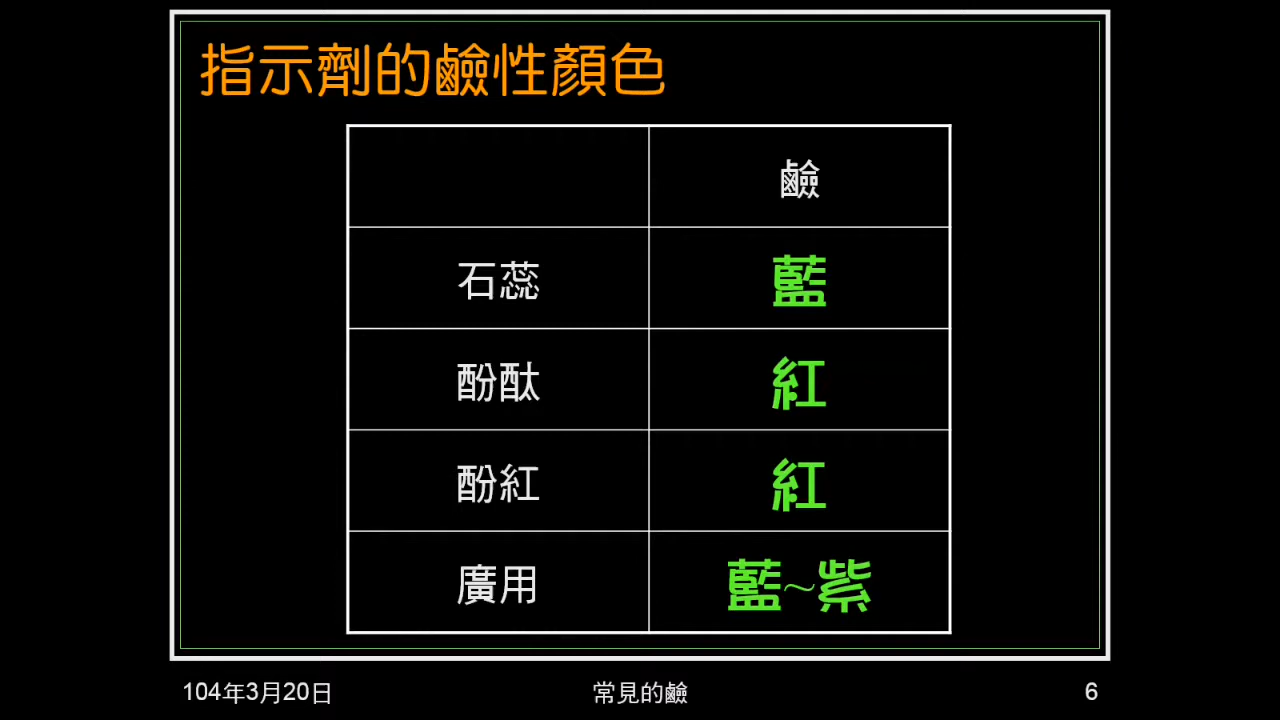 指示劑的鹼性顏色
鹼
石蕊 藍
酚酞 紅
酚紅 紅
廣用 藍~紫
104年3月20日 常見的鹼 6